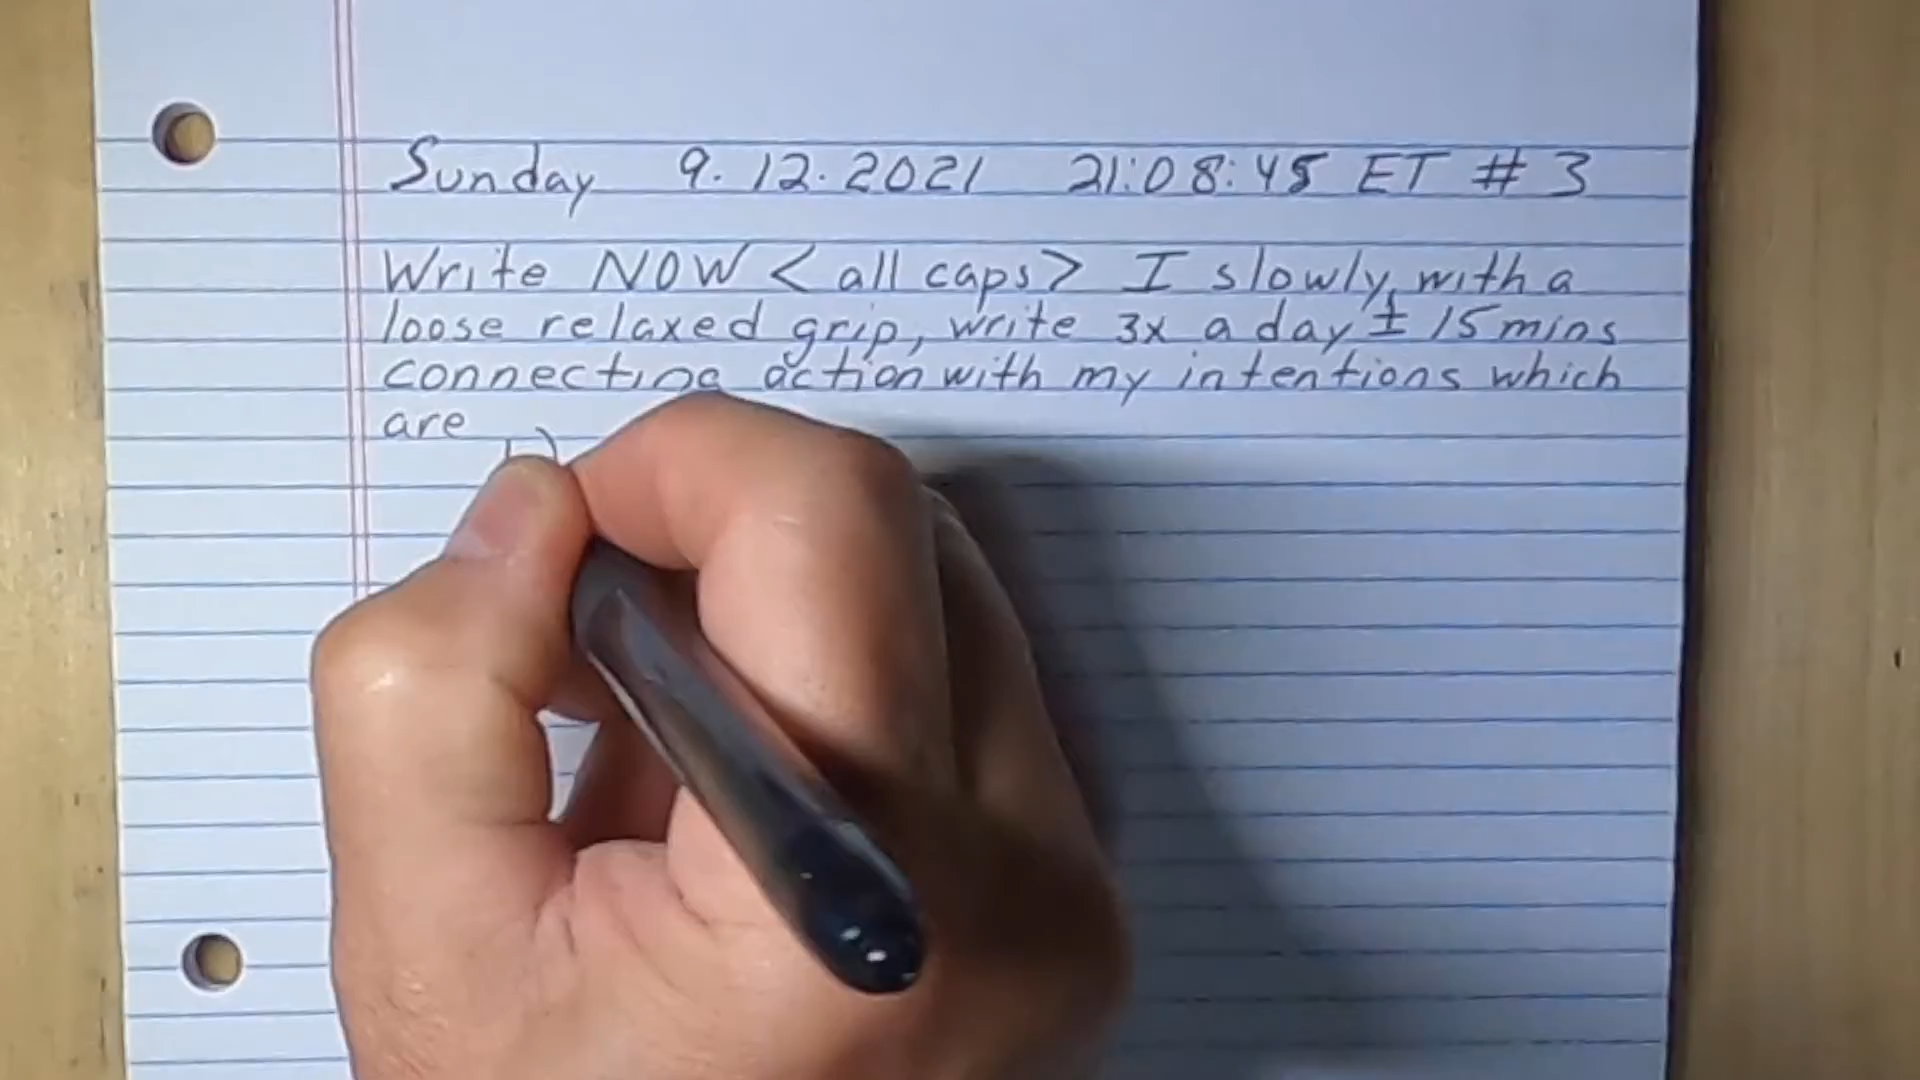 Sunday 9.12.2021 21:08:45 ET #3
Write NOW <all caps> I slowly, with a
loose relaxed grip, write 3x a day ± 15 mins
connecting action with my intentions which
are